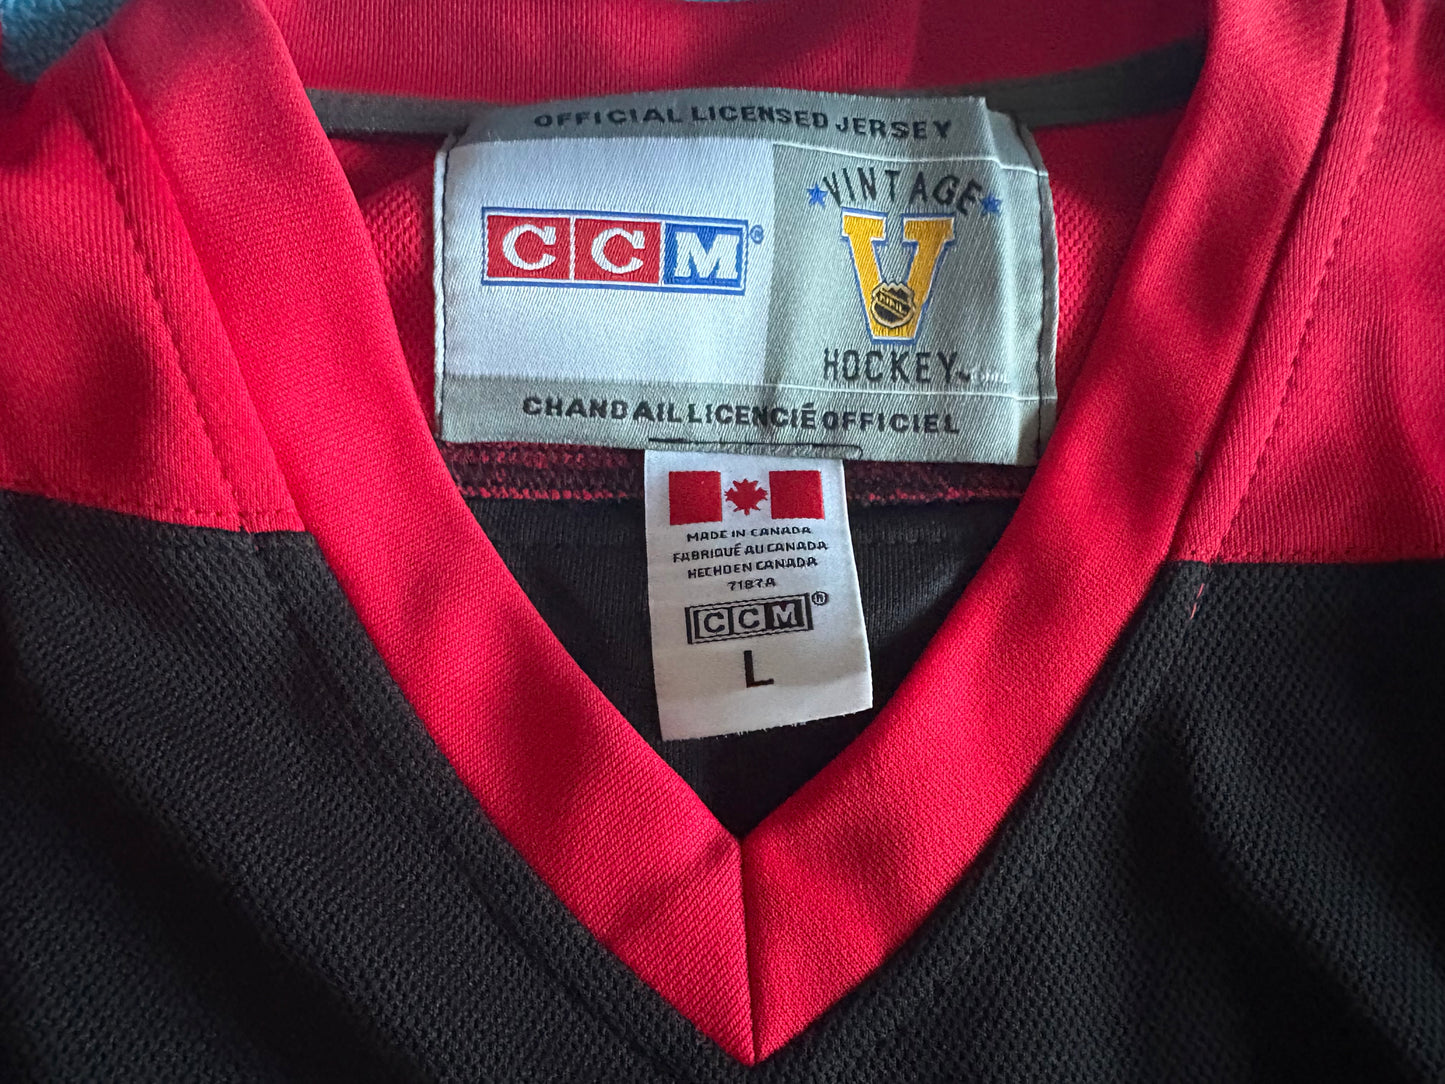 OFFICIAL LICENSED JERSEY
CCM®
VINTAGE
V
HOCKEY
CHANDAIL LICENCIÉ OFFICIEL
MADE IN CANADA
FABRIQUÉ AU CANADA
HECHO EN CANADA
7187A
CCM®
L